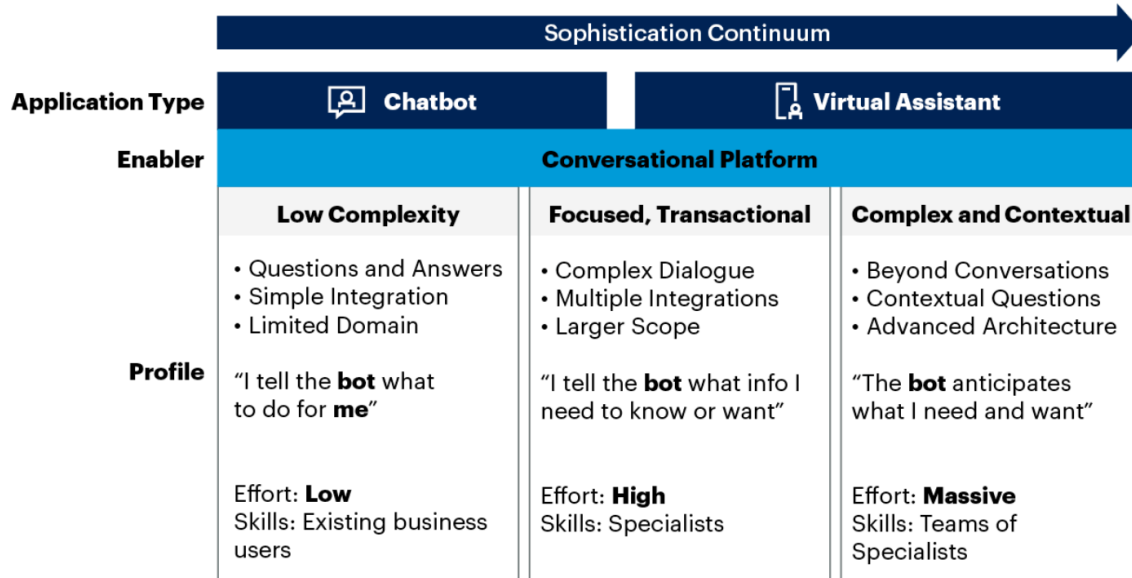 Sophistication Continuum
Application Type
Chatbot
Virtual Assistant
Enabler
Conversational Platform
Profile
Low Complexity
• Questions and Answers
• Simple Integration
• Limited Domain
“I tell the bot what
to do for me”
Effort: Low
Skills: Existing business
users
Focused, Transactional
• Complex Dialogue
• Multiple Integrations
• Larger Scope
“I tell the bot what info I
need to know or want”
Effort: High
Skills: Specialists
Complex and Contextual
• Beyond Conversations
• Contextual Questions
• Advanced Architecture
“The bot anticipates
what I need and want”
Effort: Massive
Skills: Teams of
Specialists